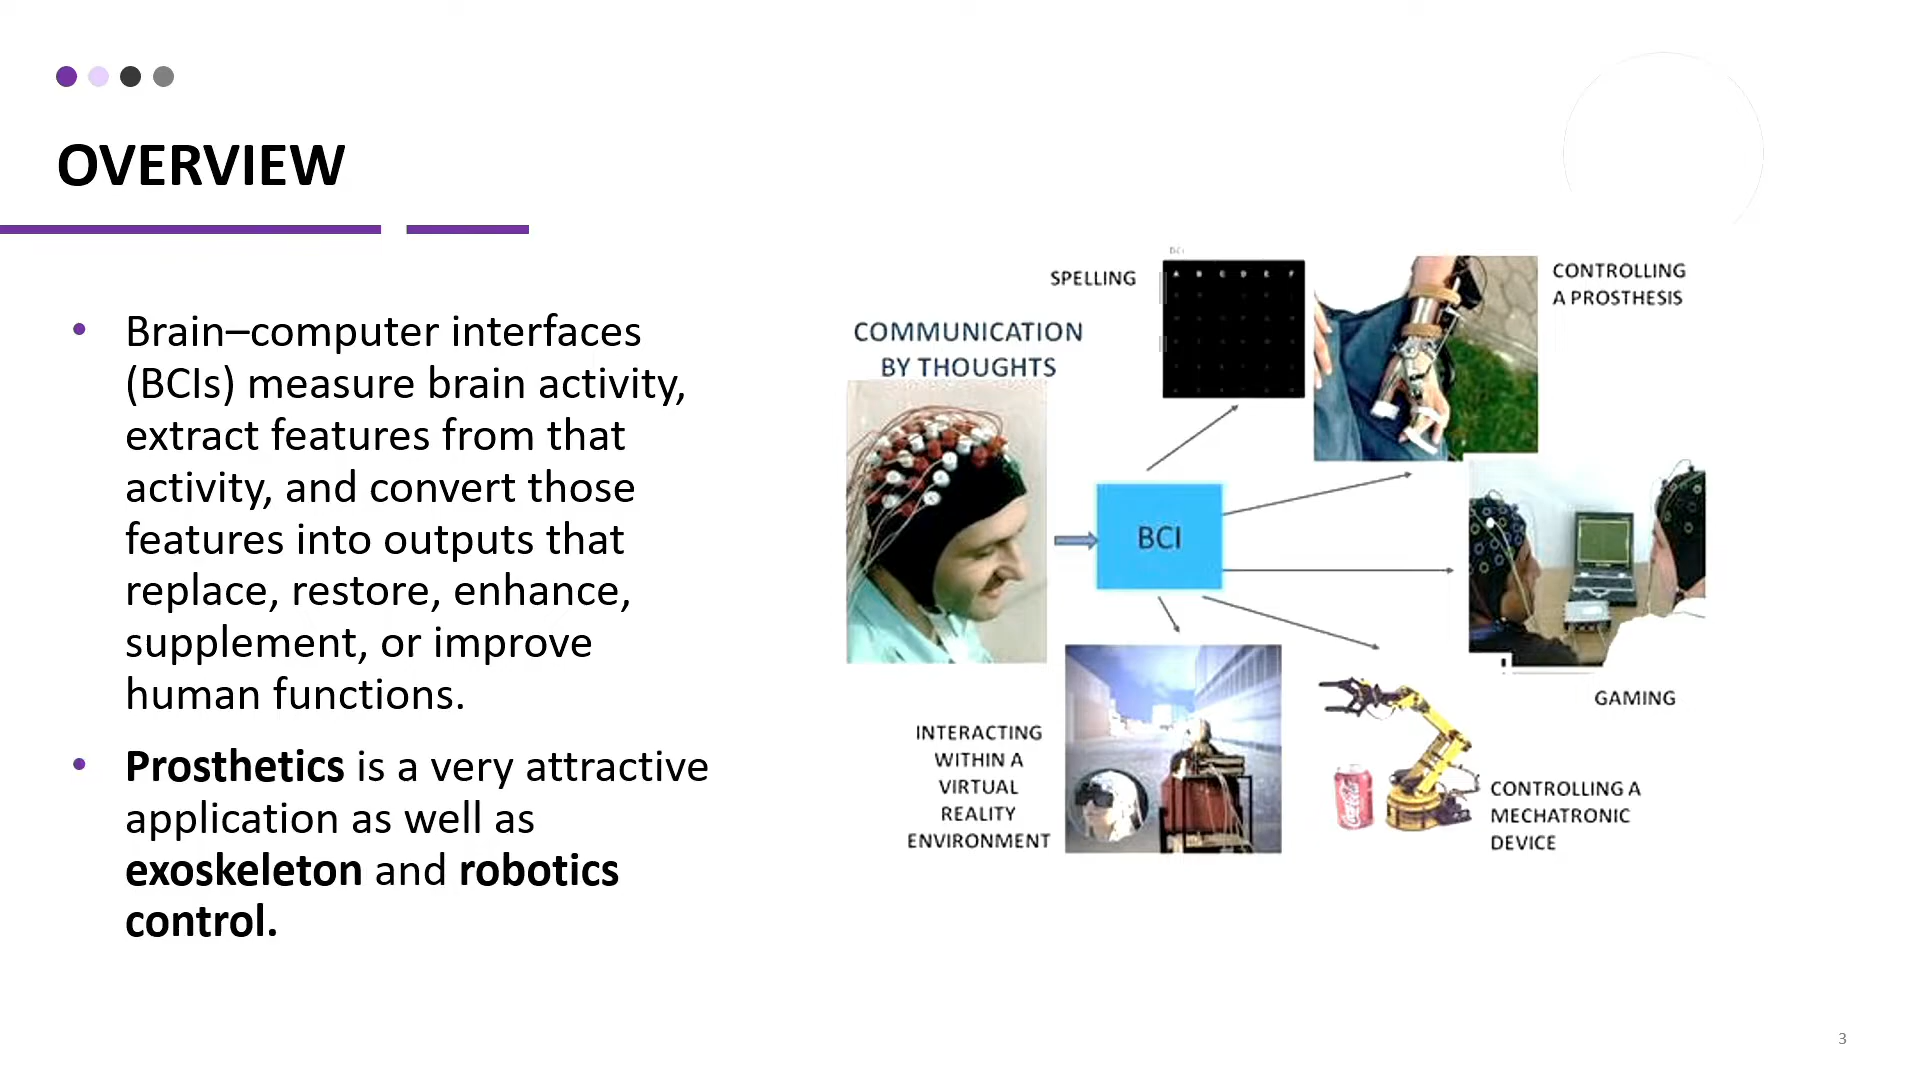 OVERVIEW
• Brain–computer interfaces
(BCIs) measure brain activity,
extract features from that
activity, and convert those
features into outputs that
replace, restore, enhance,
supplement, or improve
human functions.
• Prosthetics is a very attractive
application as well as
exoskeleton and robotics
control.
SPELLING
A B C D E F
CONTROLLING
A PROSTHESIS
COMMUNICATION
BY THOUGHTS
BCI
GAMING
INTERACTING
WITHIN A
VIRTUAL
REALITY
ENVIRONMENT
Coca-Cola
CONTROLLING A
MECHATRONIC
DEVICE
3